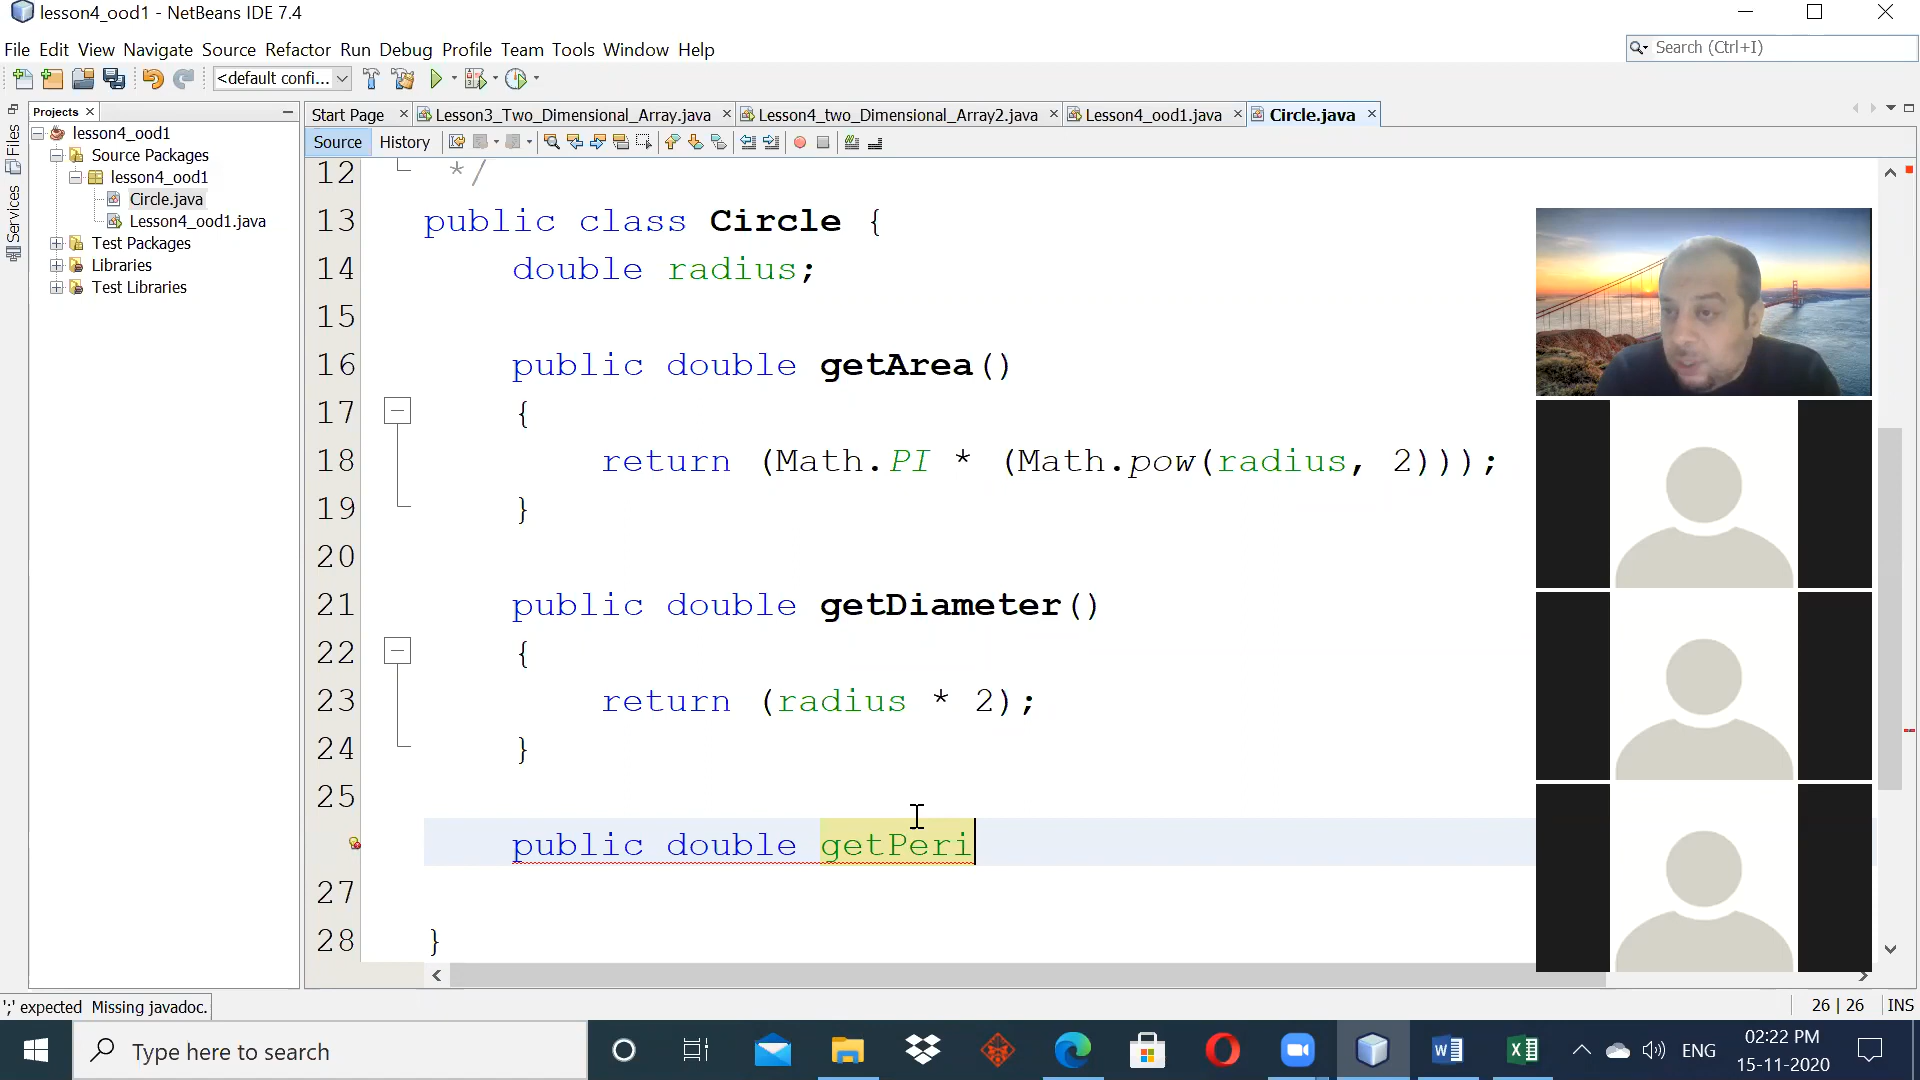 lesson4_ood1 - NetBeans IDE 7.4
File Edit View Navigate Source Refactor Run Debug Profile Team Tools Window Help
Search (Ctrl+I)
<default confi...
Projects
Start Page
Lesson3_Two_Dimensional_Array.java
Lesson4_two_Dimensional_Array2.java
Lesson4_ood1.java
Circle.java
Files
Services
lesson4_ood1
Source Packages
lesson4_ood1
Circle.java
Lesson4_ood1.java
Test Packages
Libraries
Test Libraries
Source History
12 */
13 public class Circle {
14 double radius;
15
16 public double getArea()
17 {
18 return (Math.PI * (Math.pow(radius, 2)));
19 }
20
21 public double getDiameter()
22 {
23 return (radius * 2);
24 }
25
public double getPeri
27
28 }
';' expected Missing javadoc.
26 | 26 INS
Type here to search
ENG
02:22 PM
15-11-2020